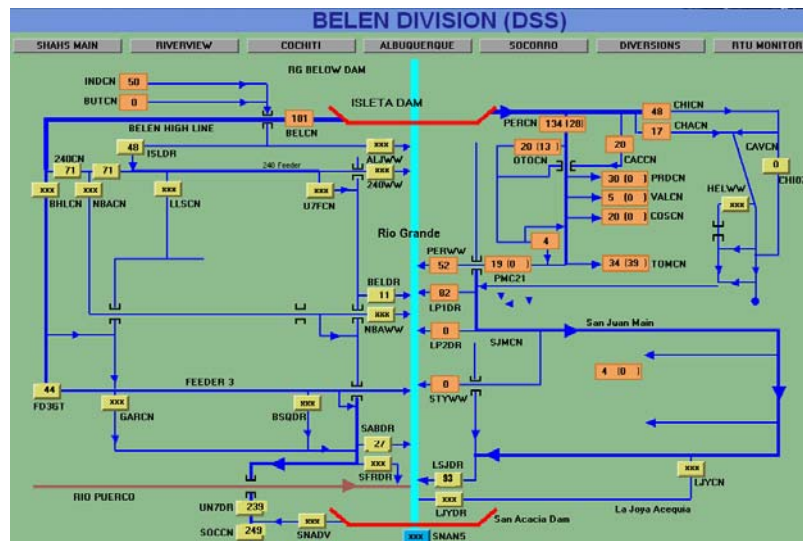 BELEN DIVISION (DSS)
SHAHS MAIN RIVERVIEW COCHITI ALBUQUERQUE SOCORRO DIVERSIONS RTU MONITOR
RG BELOW DAM
INDCN 50
BUTCN 0
ISLETA DAM
101
BELCN
BELEN HIGH LINE
48
ISLDR
xxx
ALJWW
240CN
71
71
240 Feeder
xxx
240WW
xxx
BHLCN
xxx
NBACN
xxx
LLSCN
xxx
U7FCN
PERCN
134 (28)
48
CHICN
17
CHACN
20 (13 )
OTOCN
20
CACCN
CAVCN
0
30 (0 )
PRDCN
5 (0 )
VALCN
20 (0 )
COSCN
HELWW
xxx
Rio Grande
4
PERWW
52
19 (0 )
PMC21
34 (39 )
TOMCN
BELDR
11
82
LP1DR
xxx
NBAWW
0
LP2DR
SJMCN
San Juan Main
4 (0 )
44
FD3GT
FEEDER 3
0
STYWW
xxx
GARCN
BSQDR
xxx
SABDR
27
xxx
SFRDR
LSJDR
93
xxx
LJYCN
RIO PUERCO
xxx
LJYDR
La Joya Acequia
UN7DR
239
SOCCN
249
xxx
SNADV
San Acacia Dam
xxx
SNAN5